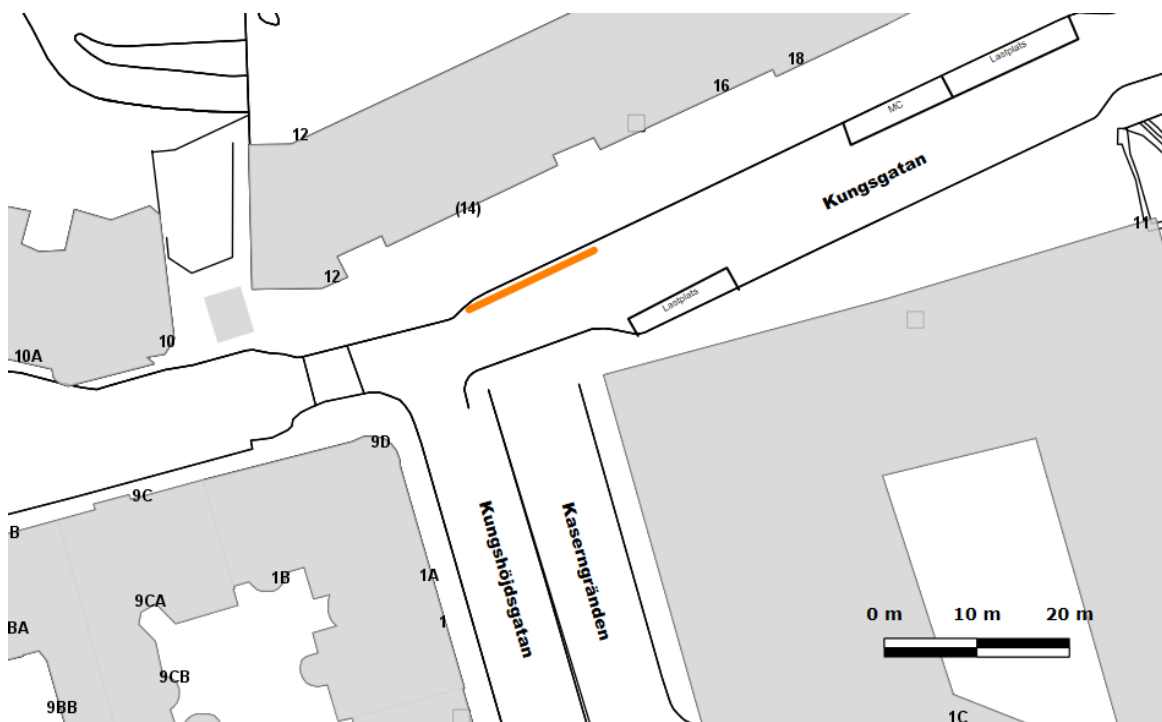 Lastplats
18
16
MC
12
Kungsgatan
(14)
11
12
Lastplats
10
10A
9D
9C
B
Kungshöjdsgatan
Kaserngränden
1A
1B
9CA
0 m 10 m 20 m
1
BA
9CB
9BB
1C